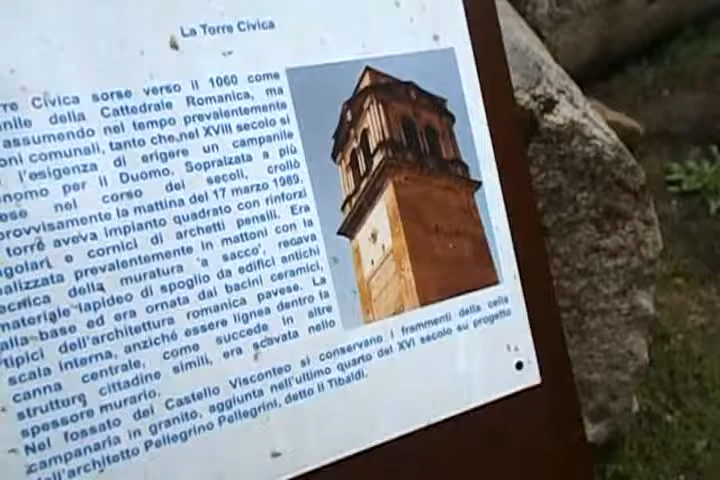 La Torre Civica
rre Civica sorse verso il 1060 come
anile della Cattedrale Romanica, ma
assumendo nel tempo prevalentemente
oni comunali, tanto che nel XVIII secolo si
l'esigenza di erigere un campanile
nomo per il Duomo. Sopralzata a più
ese nel corso dei secoli, crollò
provvisamente la mattina del 17 marzo 1989.
torre aveva impianto quadrato con rinforzi
ngolari e cornici di archetti pensili. Era
ealizzata prevalentemente in mattoni con la
ecnica della muratura 'a sacco', recava
materiale lapideo di spoglio da edifici antichi
alla base ed era ornata dai bacini ceramici,
tipici dell'architettura romanica pavese. La
scala interna, anziché essere lignea dentro la
canna centrale, come succede in altre
strutture cittadine simili, era scavata nello
spessore murario.
Nel fossato del Castello Visconteo si conservano i frammenti della cella
campanaria in granito, aggiunta nell'ultimo quarto del XVI secolo su progetto
dell'architetto Pellegrino Pellegrini, detto il Tibaldi.